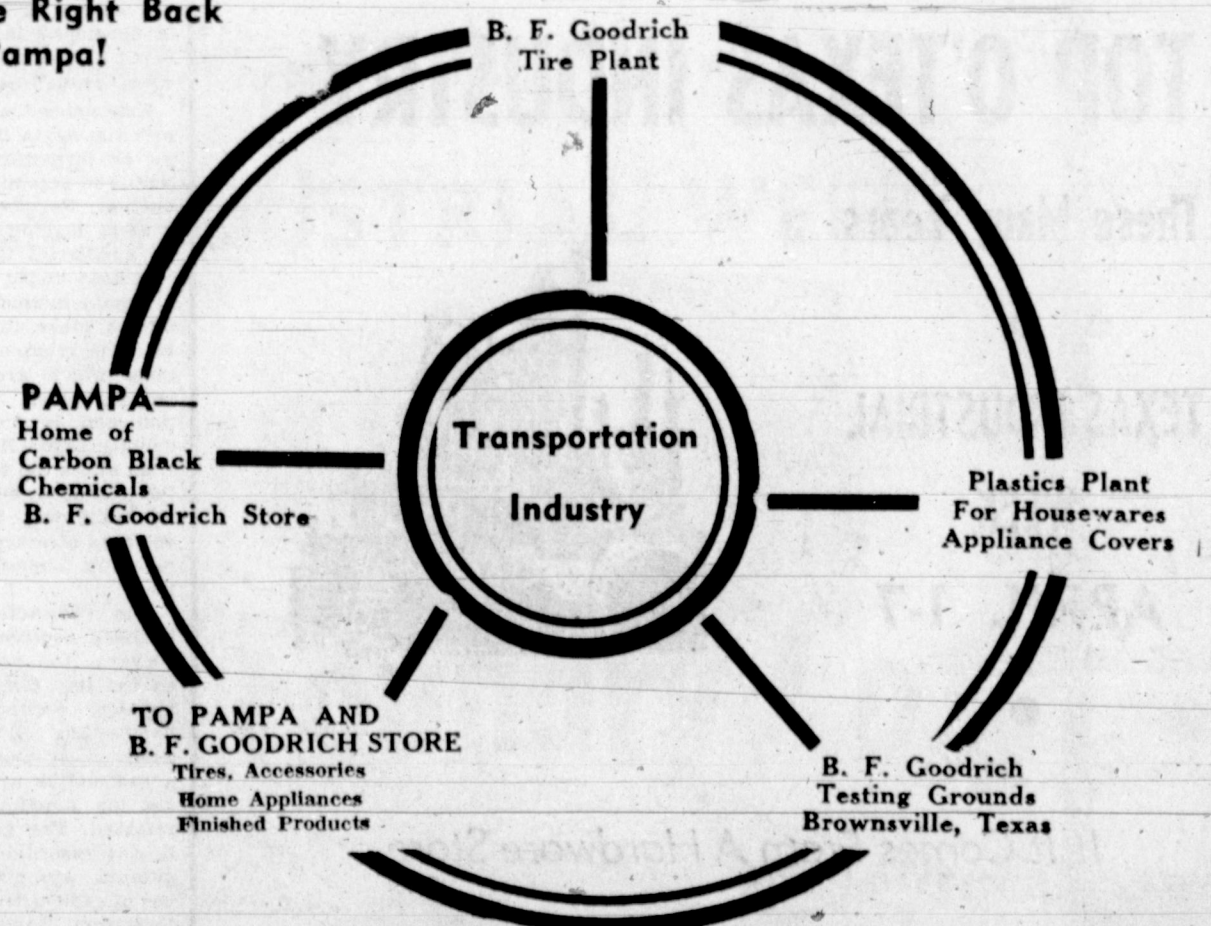 Right Back
Pampa!
B. F. Goodrich
Tire Plant
PAMPA—
Home of
Carbon Black
Chemicals
B. F. Goodrich Store
Transportation
Industry
Plastics Plant
For Housewares
Appliance Covers
TO PAMPA AND
B. F. GOODRICH STORE
Tires, Accessories
Home Appliances
Finished Products
B. F. Goodrich
Testing Grounds
Brownsville, Texas